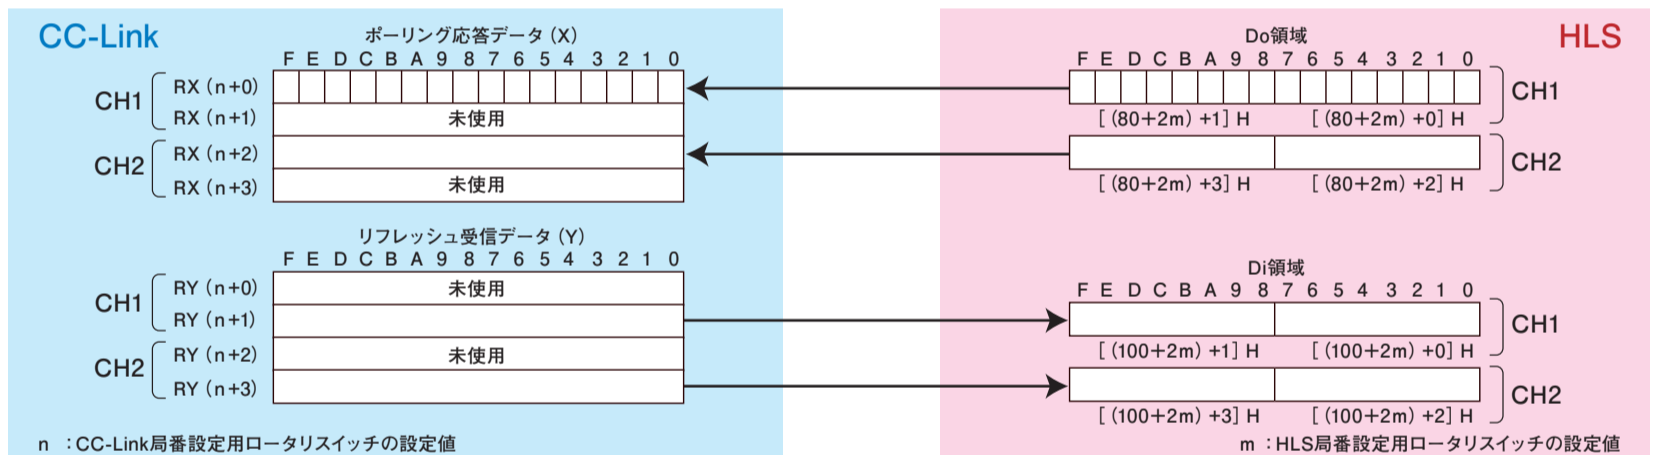 CC-Link
ポーリング応答データ（X）
F E D C B A 9 8 7 6 5 4 3 2 1 0
CH1
RX（n+0）
RX（n+1）
未使用
CH2
RX（n+2）
RX（n+3）
未使用
リフレッシュ受信データ（Y）
F E D C B A 9 8 7 6 5 4 3 2 1 0
CH1
RY（n+0）
未使用
RY（n+1）
CH2
RY（n+2）
未使用
RY（n+3）
n ：CC-Link局番設定用ロータリスイッチの設定値
HLS
Do領域
F E D C B A 9 8 7 6 5 4 3 2 1 0
CH1
［（80＋2m）+1］H ［（80＋2m）+0］H
CH2
［（80＋2m）+3］H ［（80＋2m）+2］H
Di領域
F E D C B A 9 8 7 6 5 4 3 2 1 0
CH1
［（100＋2m）+1］H ［（100＋2m）+0］H
CH2
［（100＋2m）+3］H ［（100＋2m）+2］H
m ：HLS局番設定用ロータリスイッチの設定値